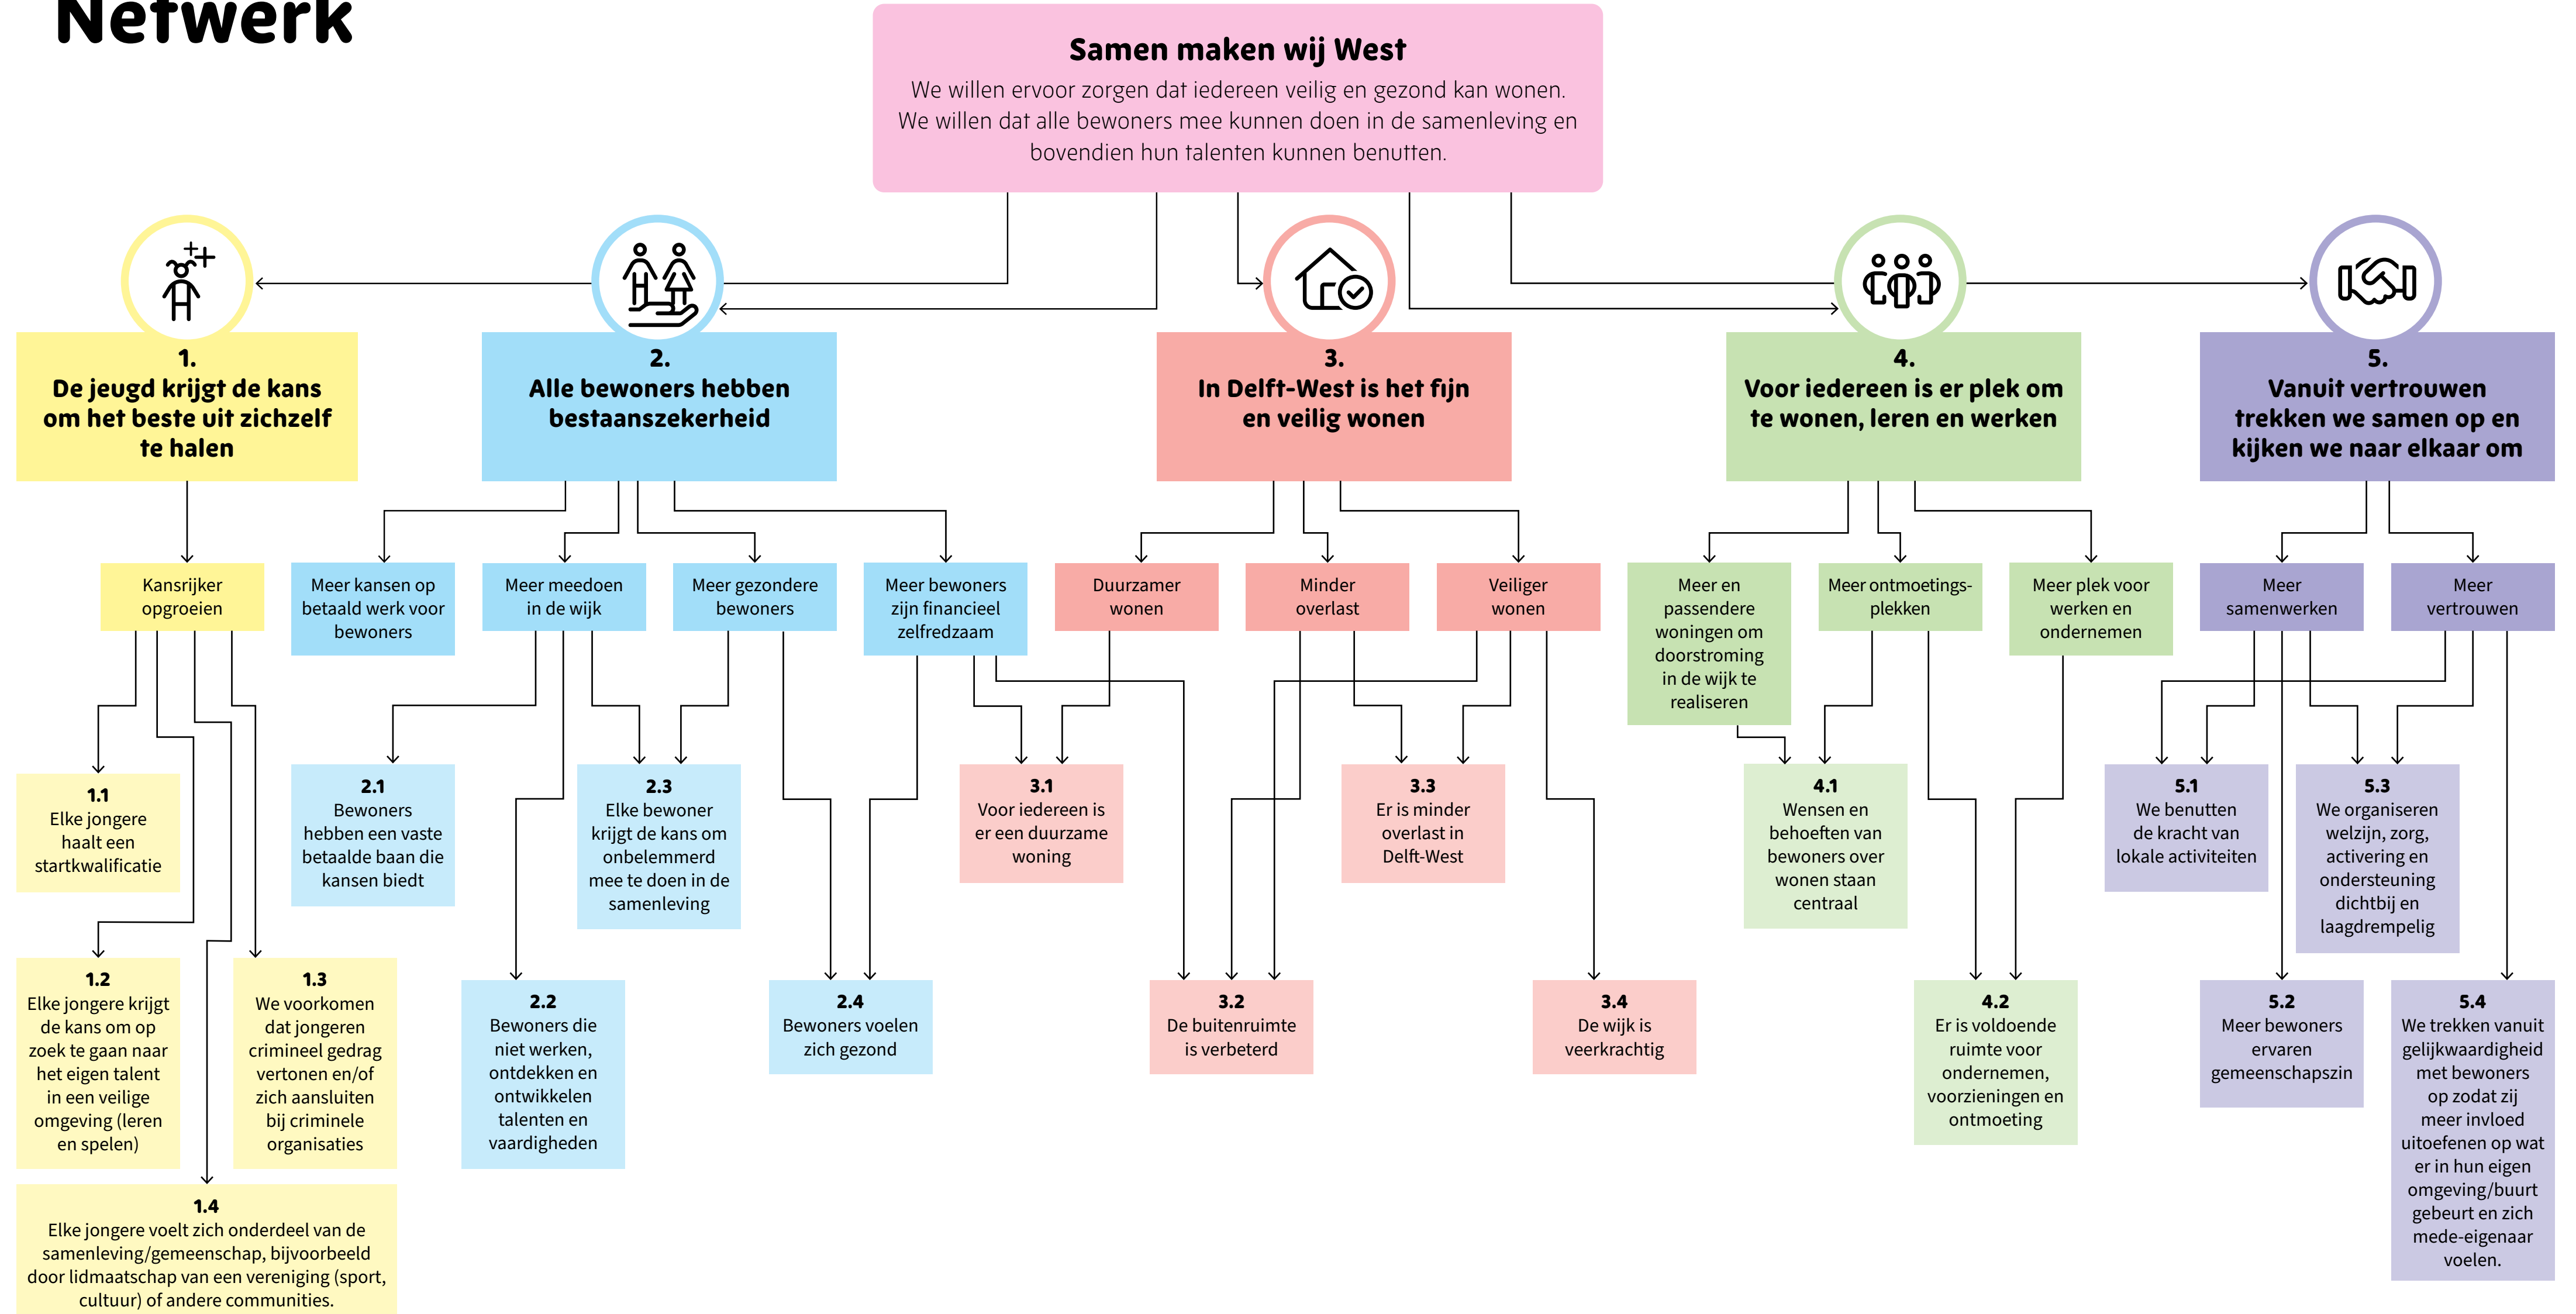 Netwerk
Samen maken wij West
We willen ervoor zorgen dat iedereen veilig en gezond kan wonen.
We willen dat alle bewoners mee kunnen doen in de samenleving en
bovendien hun talenten kunnen benutten.
1.
De jeugd krijgt de kans
om het beste uit zichzelf
te halen
2.
Alle bewoners hebben
bestaanszekerheid
3.
In Delft-West is het fijn
en veilig wonen
4.
Voor iedereen is er plek om
te wonen, leren en werken
5.
Vanuit vertrouwen
trekken we samen op en
kijken we naar elkaar om
Kansrijker
opgroeien
Meer kansen op
betaald werk voor
bewoners
Meer meedoen
in de wijk
Meer gezondere
bewoners
Meer bewoners
zijn financieel
zelfredzaam
Duurzamer
wonen
Minder
overlast
Veiliger
wonen
Meer en
passendere
woningen om
doorstroming
in de wijk te
realiseren
Meer ontmoetings-
plekken
Meer plek voor
werken en
ondernemen
Meer
samenwerken
Meer
vertrouwen
1.1
Elke jongere
haalt een
startkwalificatie
2.1
Bewoners
hebben een vaste
betaalde baan die
kansen biedt
2.3
Elke bewoner
krijgt de kans om
onbelemmerd
mee te doen in de
samenleving
3.1
Voor iedereen is
er een duurzame
woning
3.3
Er is minder
overlast in
Delft-West
4.1
Wensen en
behoeften van
bewoners over
wonen staan
centraal
5.1
We benutten
de kracht van
lokale activiteiten
5.3
We organiseren
welzijn, zorg,
activering en
ondersteuning
dichtbij en
laagdrempelig
1.2
Elke jongere krijgt
de kans om op
zoek te gaan naar
het eigen talent
in een veilige
omgeving (leren
en spelen)
1.3
We voorkomen
dat jongeren
crimineel gedrag
vertonen en/of
zich aansluiten
bij criminele
organisaties
2.2
Bewoners die
niet werken,
ontdekken en
ontwikkelen
talenten en
vaardigheden
2.4
Bewoners voelen
zich gezond
3.2
De buitenruimte
is verbeterd
3.4
De wijk is
veerkrachtig
4.2
Er is voldoende
ruimte voor
ondernemen,
voorzieningen en
ontmoeting
5.2
Meer bewoners
ervaren
gemeenschapszin
5.4
We trekken vanuit
gelijkwaardigheid
met bewoners
op zodat zij
meer invloed
uitoefenen op wat
er in hun eigen
omgeving/buurt
gebeurt en zich
mede-eigenaar
voelen.
1.4
Elke jongere voelt zich onderdeel van de
samenleving/gemeenschap, bijvoorbeeld
door lidmaatschap van een vereniging (sport,
cultuur) of andere communities.